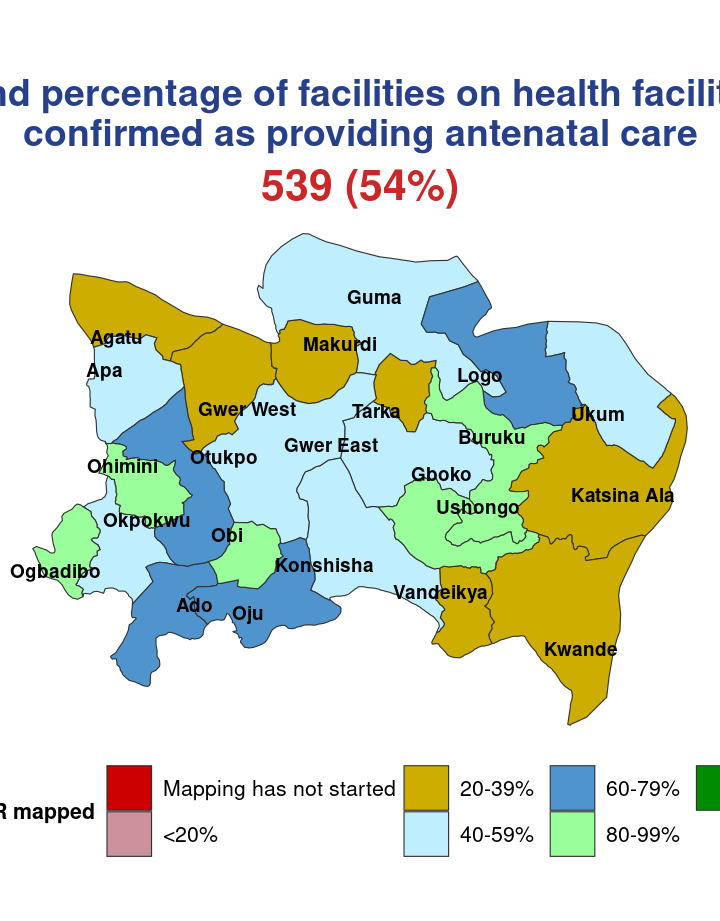 nd percentage of facilities on health facilit
confirmed as providing antenatal care
539 (54%)
Guma
Agatu
Makurdi
Apa
Logo
Gwer West
Tarka
Ukum
Buruku
Gwer East
Otukpo
Ohimini
Gboko
Katsina Ala
Ushongo
Okpokwu
Obi
Konshisha
Ogbadibo
Vandeikya
Ado
Oju
Kwande
R mapped
Mapping has not started
20-39%
60-79%
<20%
40-59%
80-99%